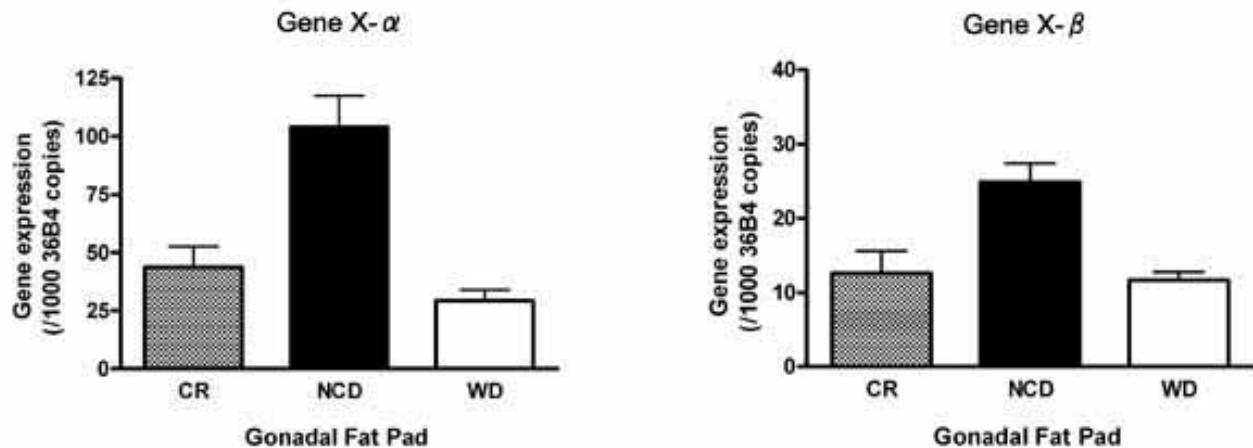 Gene X-α
Gene expression
(/1000 36B4 copies)
125
100
75
50
25
0
CR NCD WD
Gonadal Fat Pad
Gene X-β
Gene expression
(/1000 36B4 copies)
40
30
20
10
0
CR NCD WD
Gonadal Fat Pad